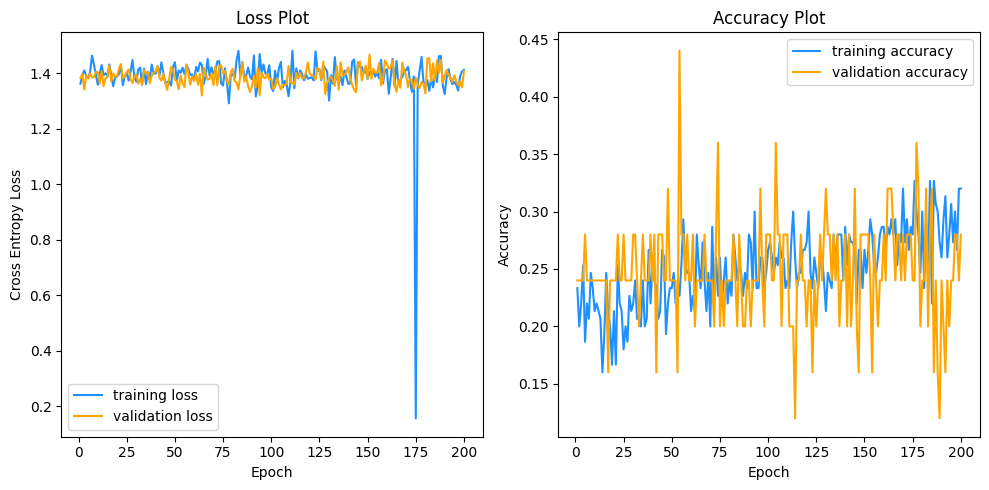 Loss Plot
Cross Entropy Loss
1.4
1.2
1.0
0.8
0.6
0.4
0.2
training loss
validation loss
0 25 50 75 100 125 150 175 200
Epoch
Accuracy Plot
Accuracy
0.45
0.40
0.35
0.30
0.25
0.20
0.15
training accuracy
validation accuracy
0 25 50 75 100 125 150 175 200
Epoch